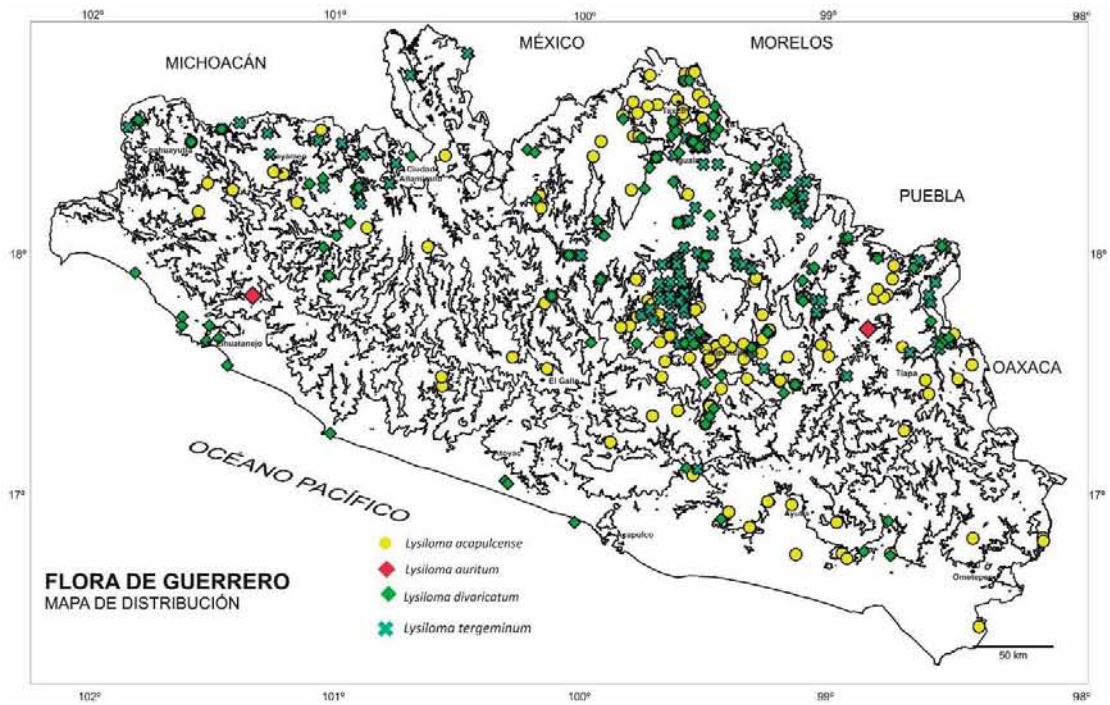 102º 101º 100º 99º 98º
MÉXICO MORELOS
MICHOACÁN
Coahuayutla
Ciudad
Altamirano
PUEBLA
18º 18º
Tlapa
OAXACA
El Gallo
OCÉANO PACÍFICO
17º 17º
Ayutla
Acapulco
Lysiloma acapulcense
Lysiloma auritum
Lysiloma divaricatum
Lysiloma tergeminum
FLORA DE GUERRERO
MAPA DE DISTRIBUCIÓN
Ometepec
50 km
102º 101º 100º 99º 98º